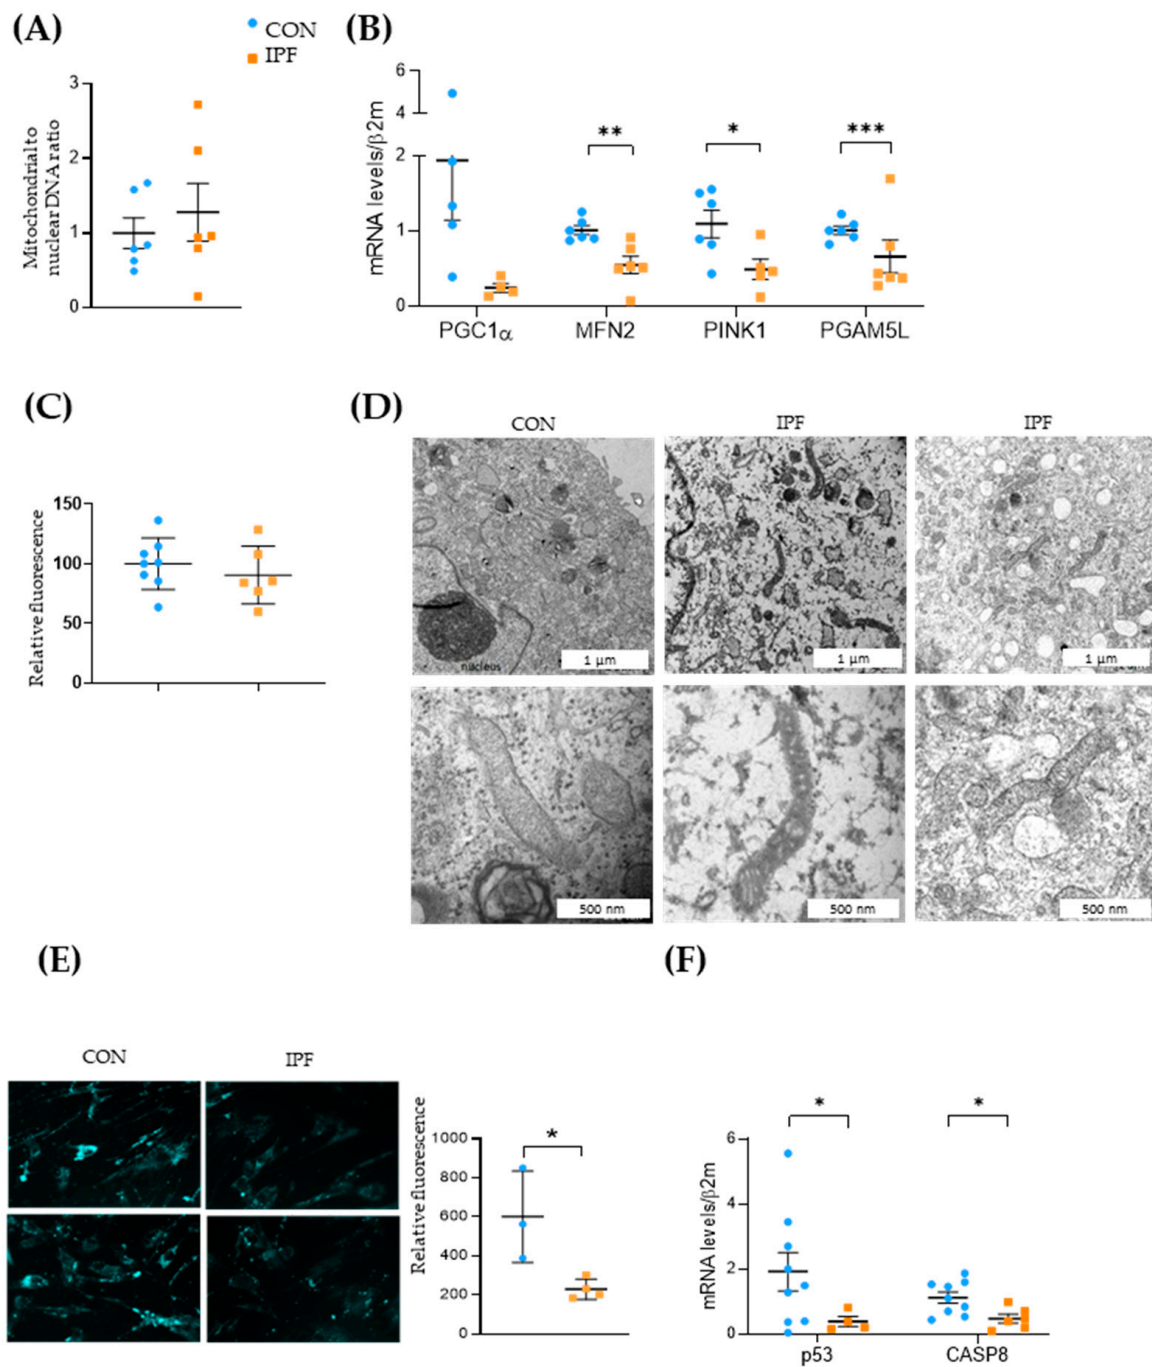 (A)
CON
IPF
Mitochondrial to
nuclear DNA ratio
3
2
1
0
(B)
mRNA levels/β2m
6
4
2
1
0
**
*
***
PGC1α
MFN2
PINK1
PGAM5L
(C)
Relative fluorescence
150
100
50
0
(D)
CON
IPF
IPF
nucleus
1 µm
1 µm
1 µm
500 nm
500 nm
500 nm
(E)
CON
IPF
Relative fluorescence
1000
800
600
400
200
0
*
(F)
mRNA levels/β2m
6
4
2
0
*
*
p53
CASP8